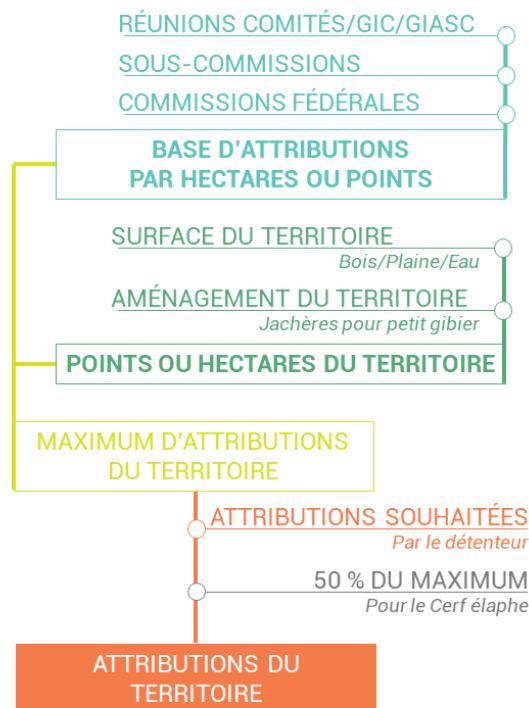 RÉUNIONS COMITÉS/GIC/GIASC
SOUS-COMMISSIONS
COMMISSIONS FÉDÉRALES
BASE D'ATTRIBUTIONS
PAR HECTARES OU POINTS
SURFACE DU TERRITOIRE
Bois/Plaine/Eau
AMÉNAGEMENT DU TERRITOIRE
Jachères pour petit gibier
POINTS OU HECTARES DU TERRITOIRE
MAXIMUM D'ATTRIBUTIONS
DU TERRITOIRE
ATTRIBUTIONS SOUHAITÉES
Par le détenteur
50 % DU MAXIMUM
Pour le Cerf élaphe
ATTRIBUTIONS DU
TERRITOIRE